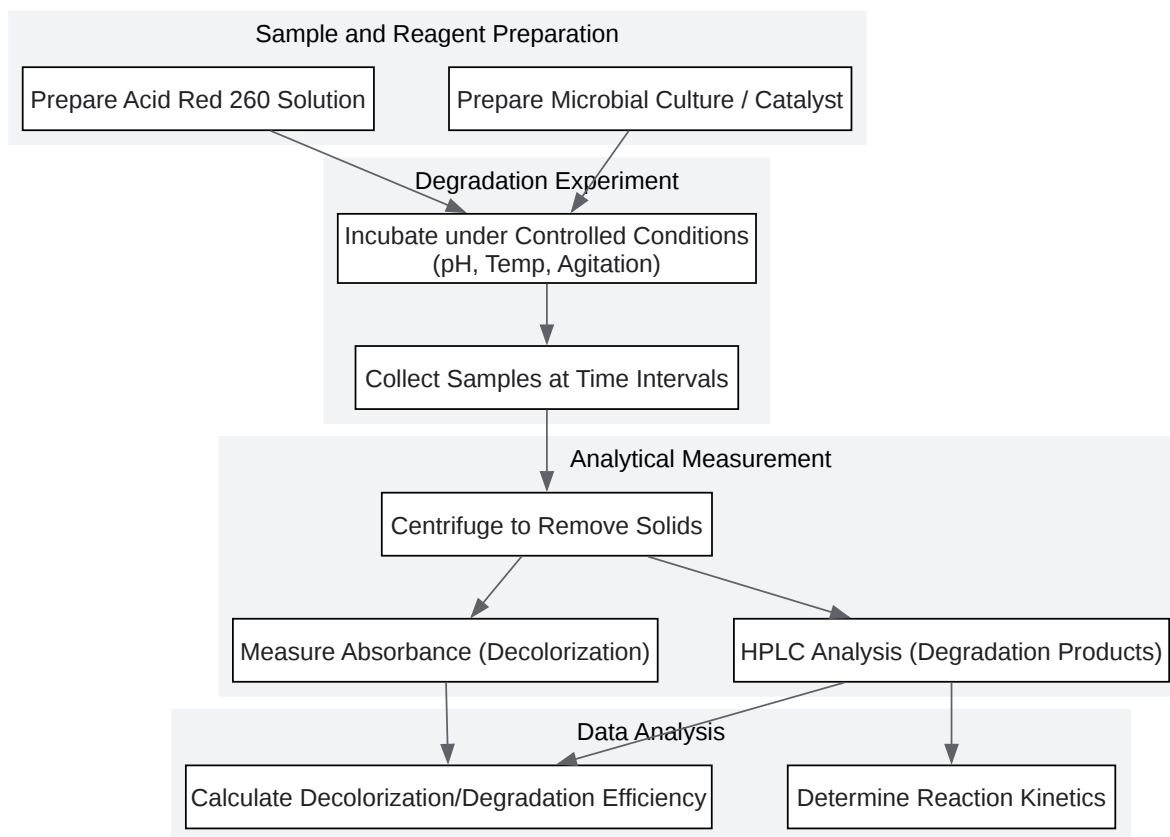 Sample and Reagent Preparation
Prepare Acid Red 260 Solution
Prepare Microbial Culture / Catalyst
Degradation Experiment
Incubate under Controlled Conditions
(pH, Temp, Agitation)
Collect Samples at Time Intervals
Analytical Measurement
Centrifuge to Remove Solids
Measure Absorbance (Decolorization)
HPLC Analysis (Degradation Products)
Data Analysis
Calculate Decolorization/Degradation Efficiency
Determine Reaction Kinetics